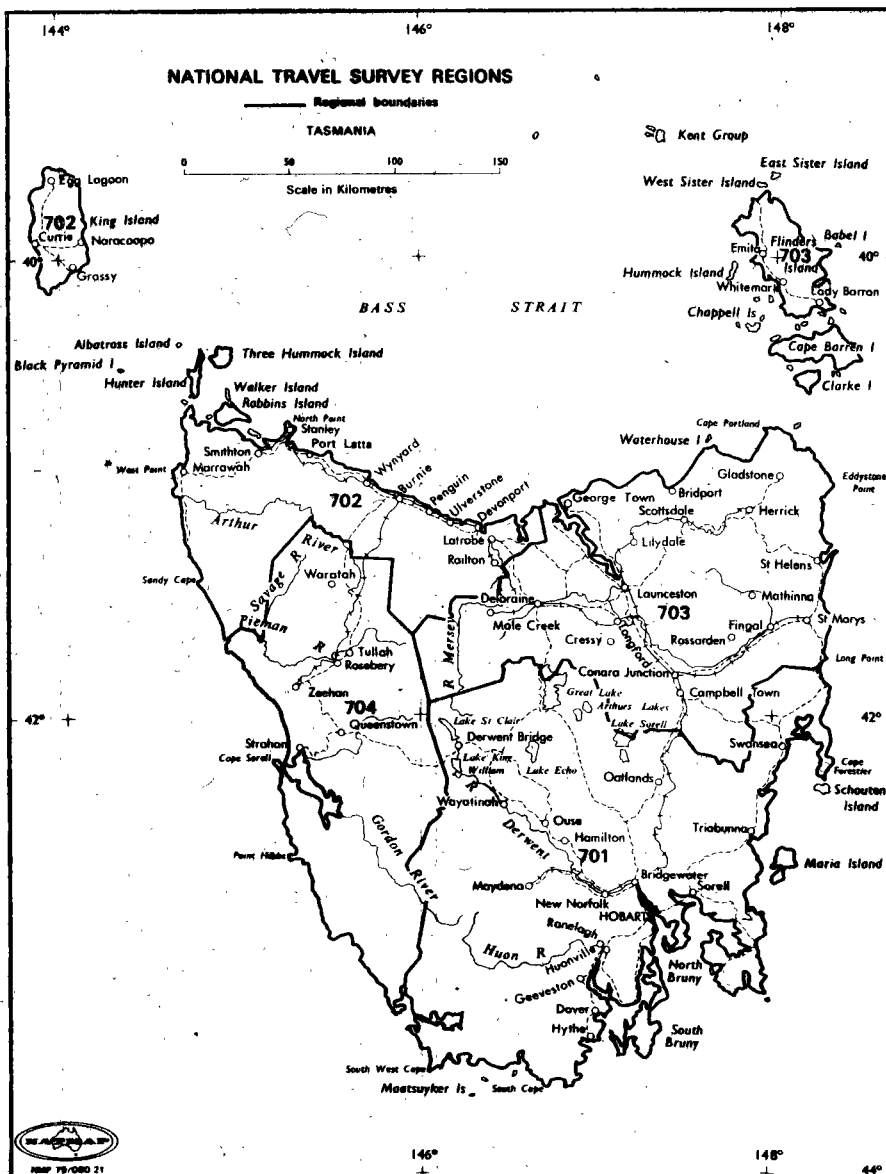 144°
146°
148°
NATIONAL TRAVEL SURVEY REGIONS
Regional boundaries
TASMANIA
0 50 100 150
Scale in Kilometres
Kent Group
East Sister Island
West Sister Island
Egg Lagoon
702
King Island
Currie
Naracoopa
Grassy
40°
Flinders
Island
Babel I
Emita
703
40°
Hummock Island
Whitemark
Lady Barron
Chappell Is
BASS STRAIT
Cape Barren I
Clarke I
Albatross Island
Black Pyramid I
Three Hummock Island
Hunter Island
Walker Island
Robbins Island
North Point
Stanley
Port Latta
Smithton
West Point
Marrawah
Wynyard
Burnie
Penguin
Ulverstone
Devonport
702
Cape Portland
Waterhouse I
Gladstone
Eddystone
Point
George Town
Bridport
Scottsdale
Herrick
Arthur
River
Latrobe
Railton
Lilydale
St Helens
Savage R
Waratah
Sandy Cape
Launceston
Mathinna
Deloraine
703
Mole Creek
R Mersey
Pieman
R
Longford
Cressy
Rossarden
Fingal
St Marys
Tullah
Rosebery
Long Point
Conara Junction
Zeehan
704
Great Lake
Arthurs Lakes
Campbell Town
42°
Queenstown
Lake St Clair
Lake Sorell
42°
Strahan
Derwent Bridge
Swansea
Cape Sorell
Lake King
William
Lake Echo
Cape
Forestier
Oatlands
Schouten
Island
Wayatinah
R
Derwent
Ouse
Triabunna
Hamilton
Gordon
River
Point Hibbs
701
Maria Island
Maydena
Bridgewater
Sorell
New Norfolk
HOBART
Ranelagh
Huon R
Huonville
North
Bruny
Geeveston
Dover
Hythe
South
Bruny
South West Cape
Maatsuyker Is
South Cape
NATMAP
NMP 79/080 21
146°
148°
44°